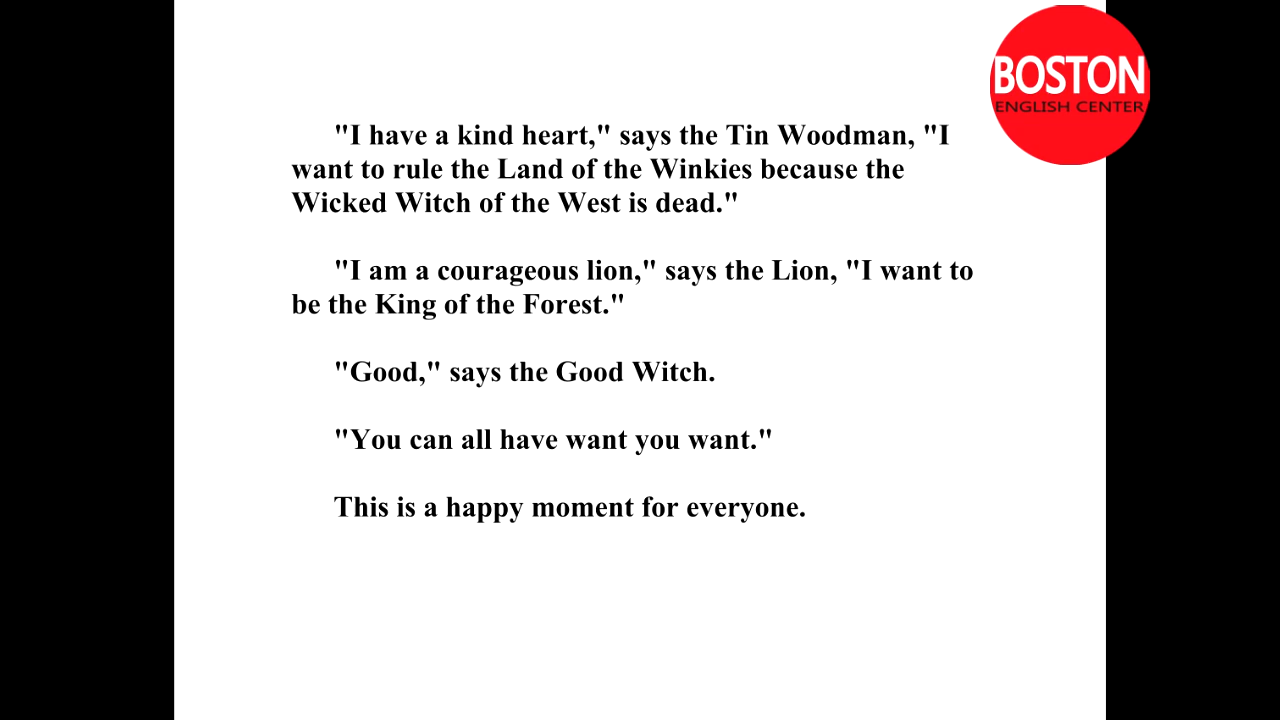 BOSTON
ENGLISH CENTER
"I have a kind heart," says the Tin Woodman, "I
want to rule the Land of the Winkies because the
Wicked Witch of the West is dead."
"I am a courageous lion," says the Lion, "I want to
be the King of the Forest."
"Good," says the Good Witch.
"You can all have want you want."
This is a happy moment for everyone.